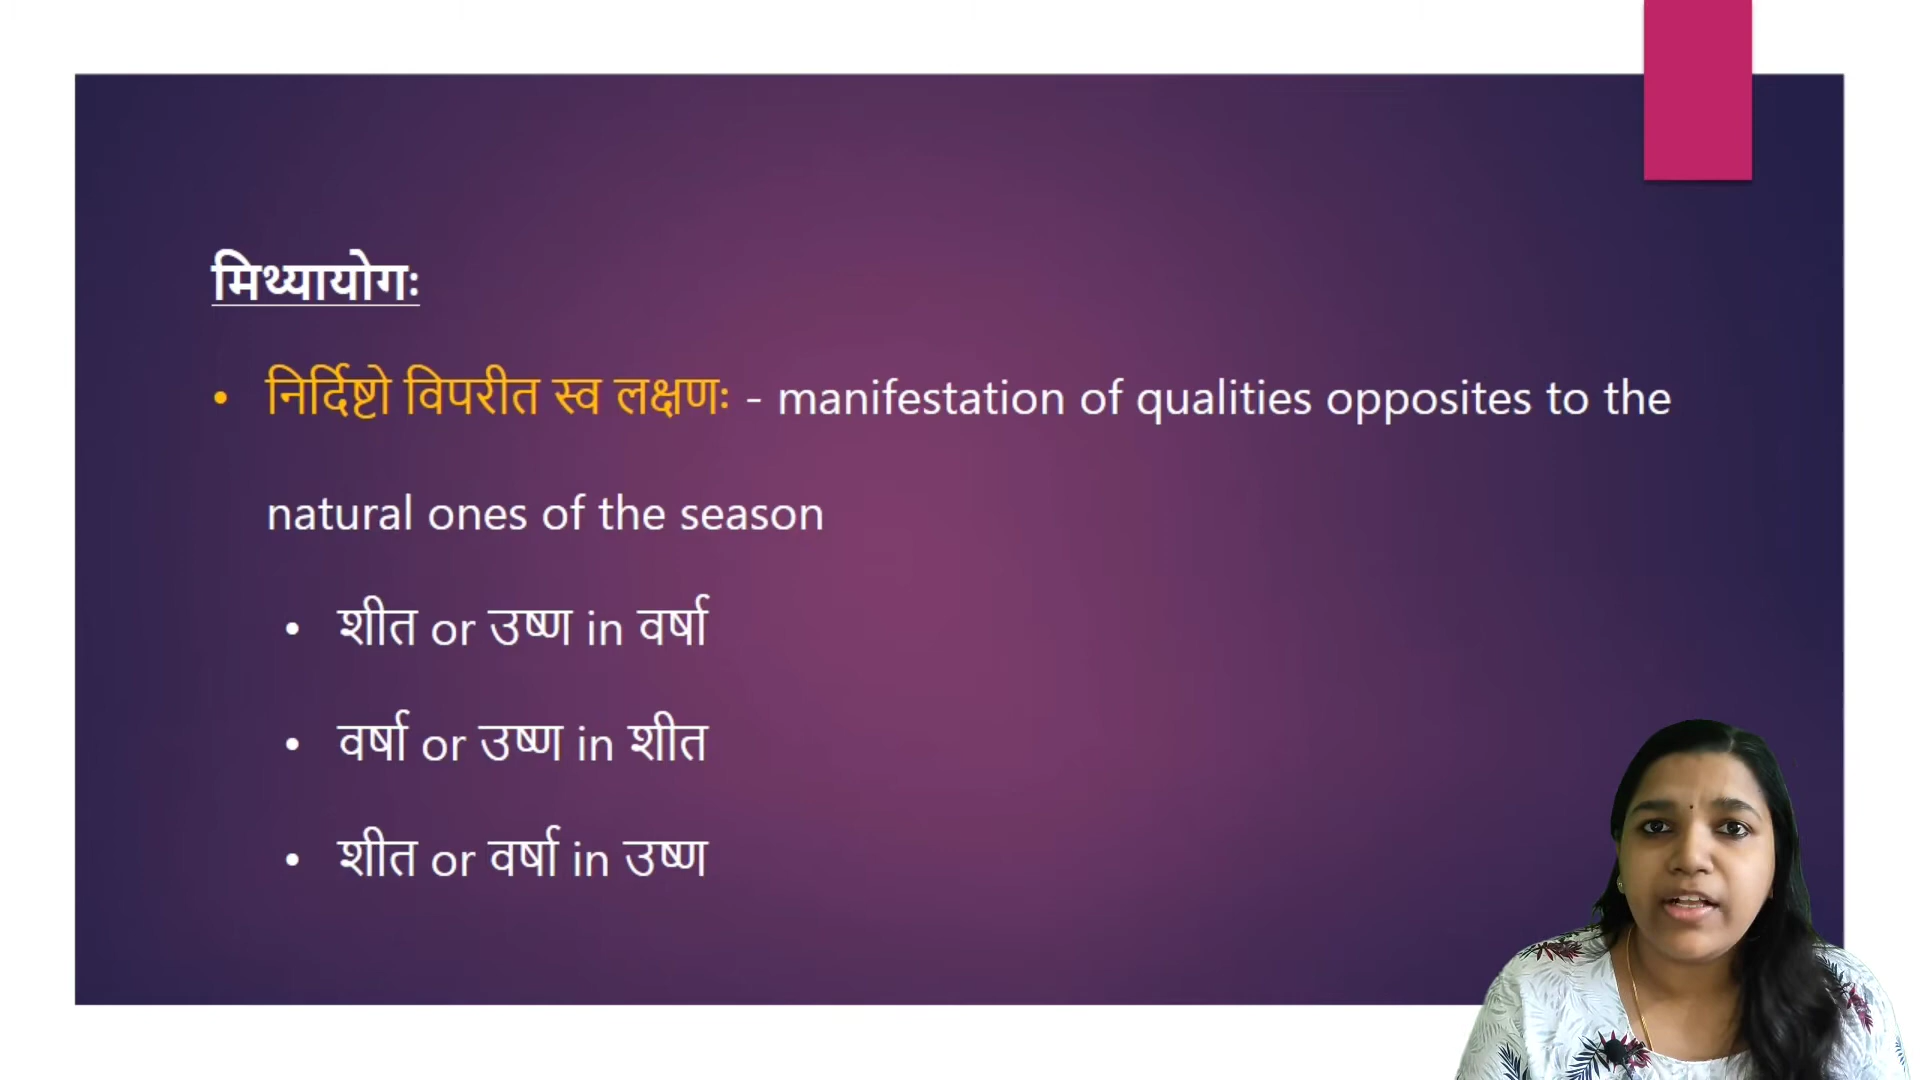 मिथ्यायोगः
• निर्दिष्टो विपरीत स्व लक्षणः - manifestation of qualities opposites to the
natural ones of the season
• शीत or उष्ण in वर्षा
• वर्षा or उष्ण in शीत
• शीत or वर्षा in उष्ण